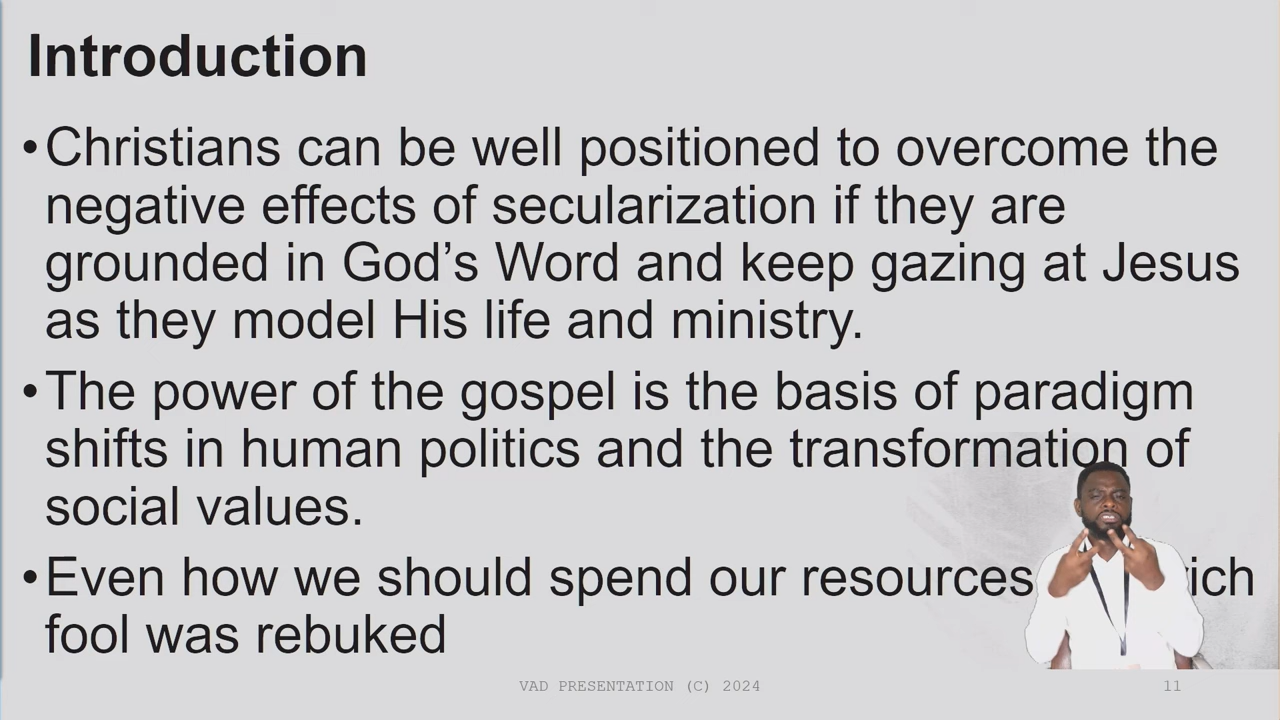 Introduction
•Christians can be well positioned to overcome the
negative effects of secularization if they are
grounded in God’s Word and keep gazing at Jesus
as they model His life and ministry.
•The power of the gospel is the basis of paradigm
shifts in human politics and the transformation of
social values.
•Even how we should spend our resources
fool was rebuked
VAD PRESENTATION (C) 2024
11